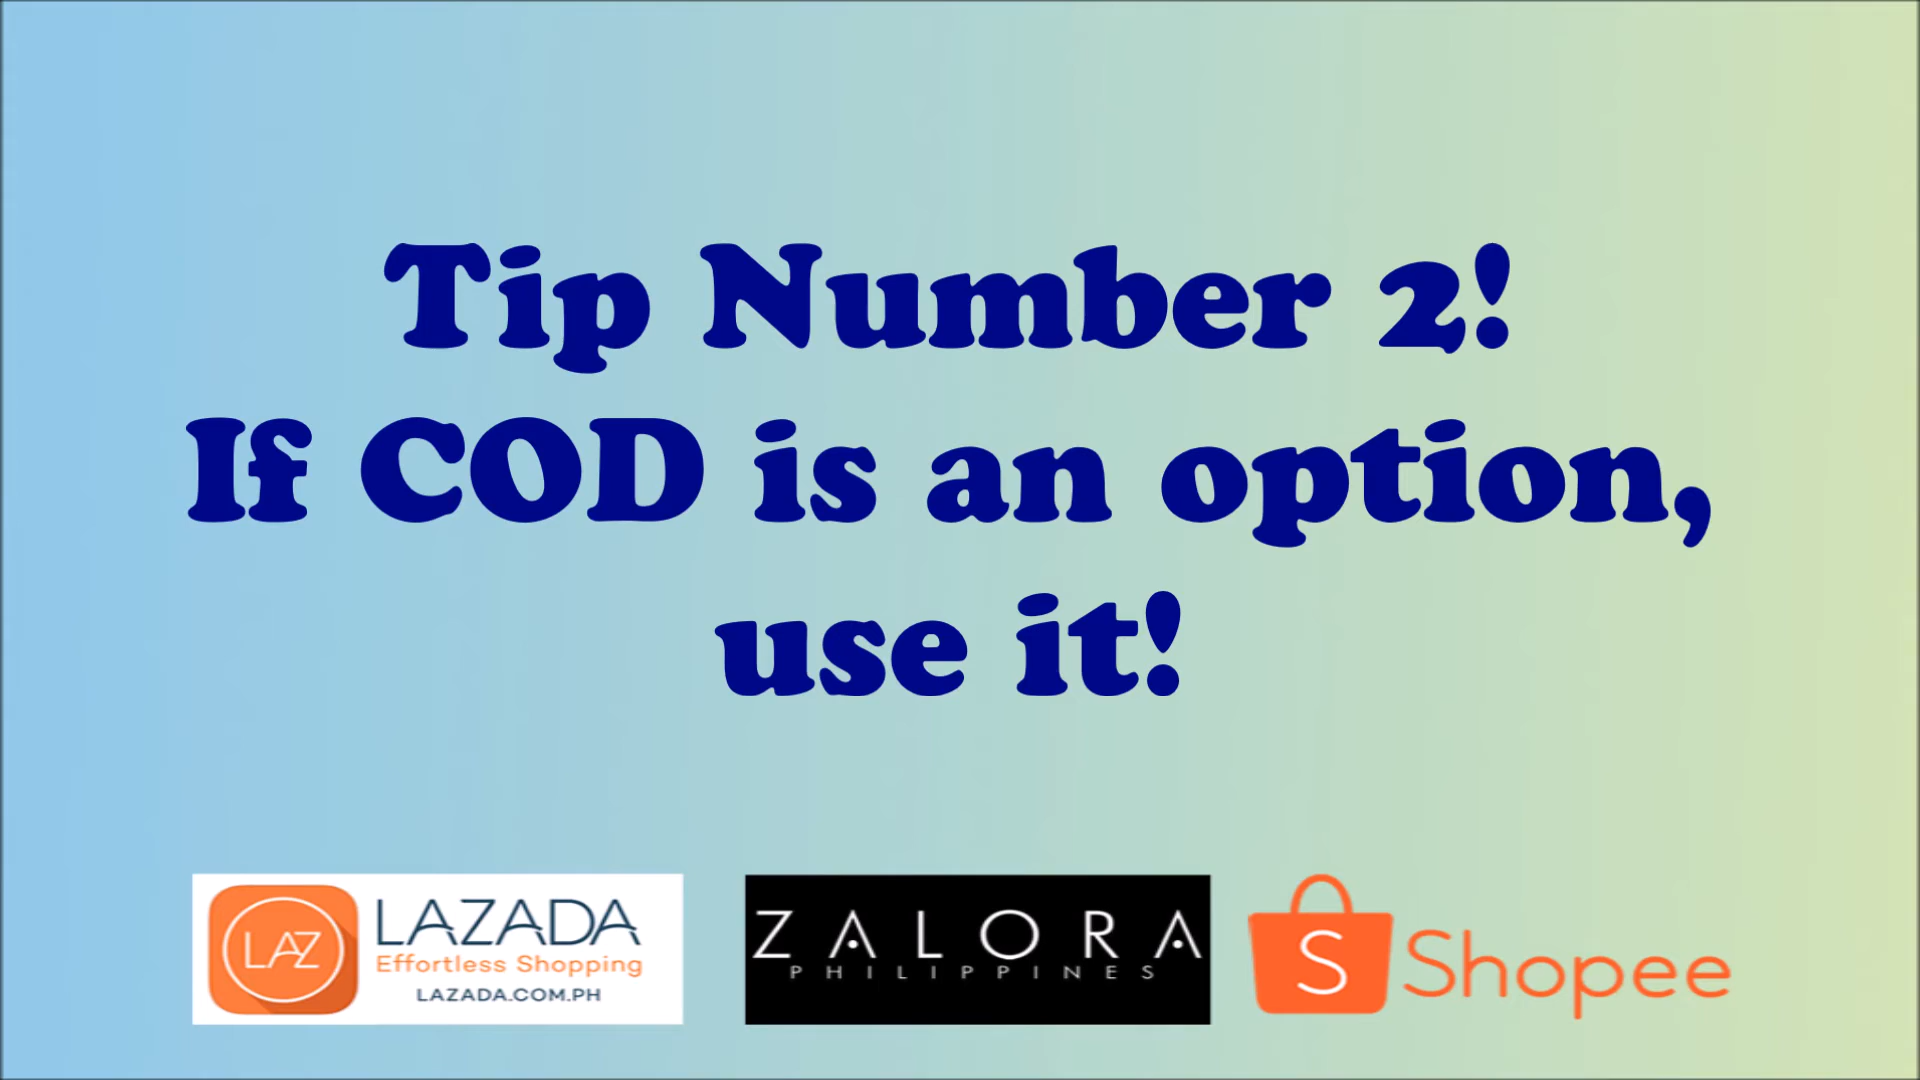 Tip Number 2!
If COD is an option,
use it!
LAZ
LAZADA
Effortless Shopping
LAZADA.COM.PH
ZALORA
PHILIPPINES
S
Shopee